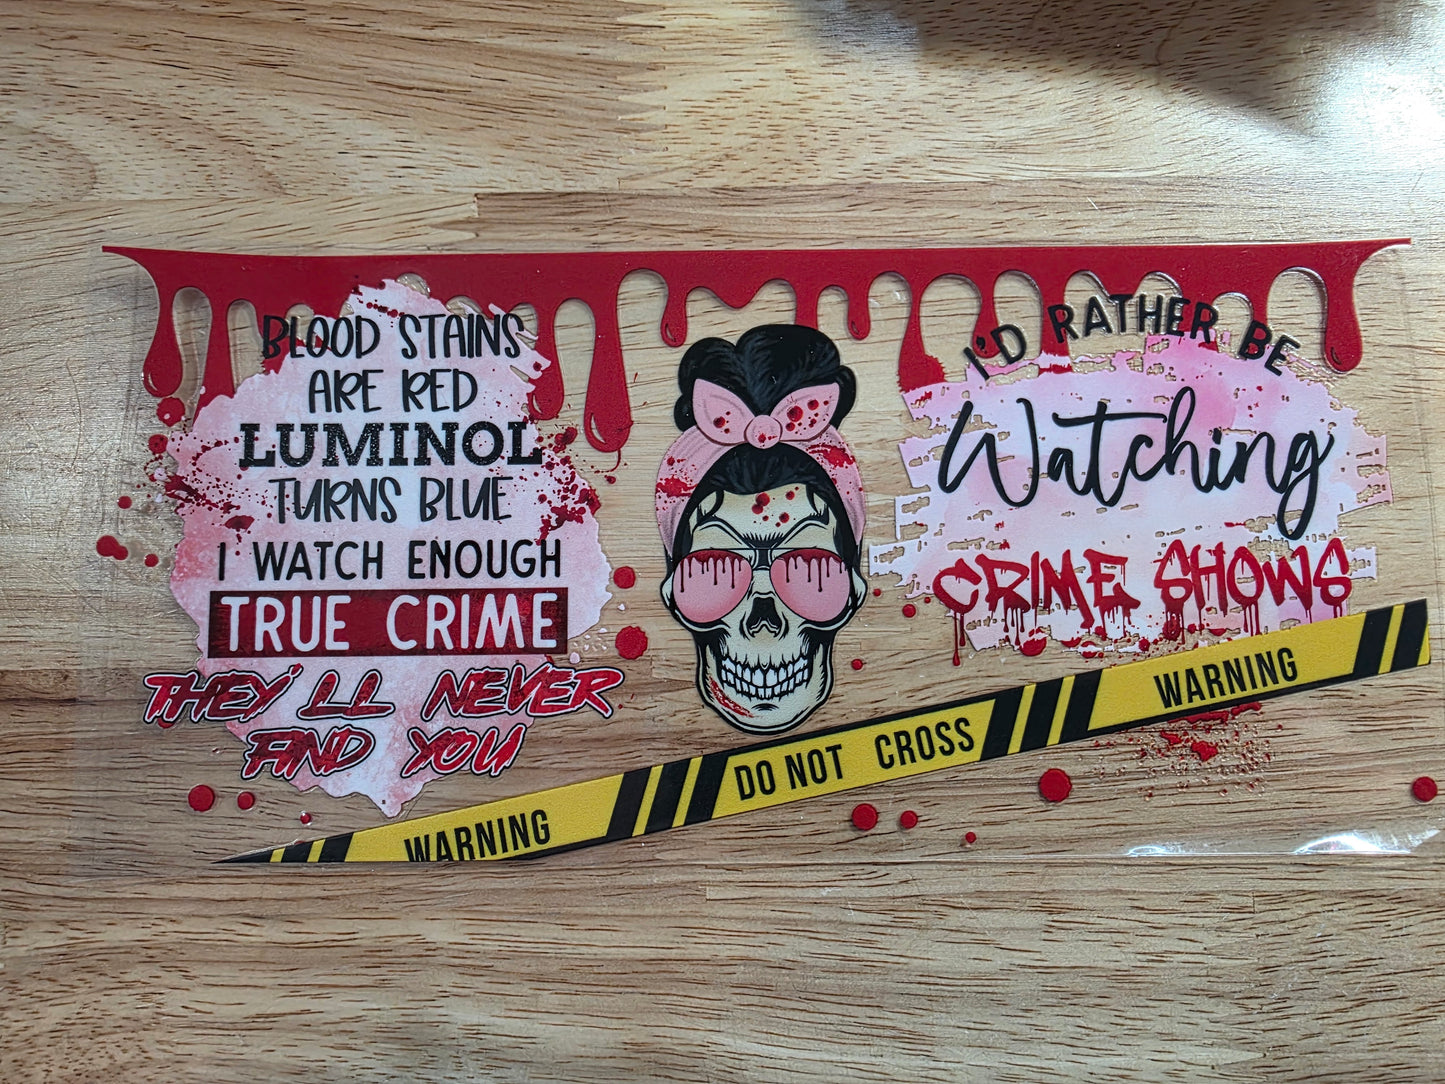 BLOOD STAINS
ARE RED
LUMINOL
TURNS BLUE
I WATCH ENOUGH
TRUE CRIME
THEY'LL NEVER
FIND YOU
I'D RATHER BE
Watching
CRIME SHOWS
WARNING
DO NOT CROSS
WARNING